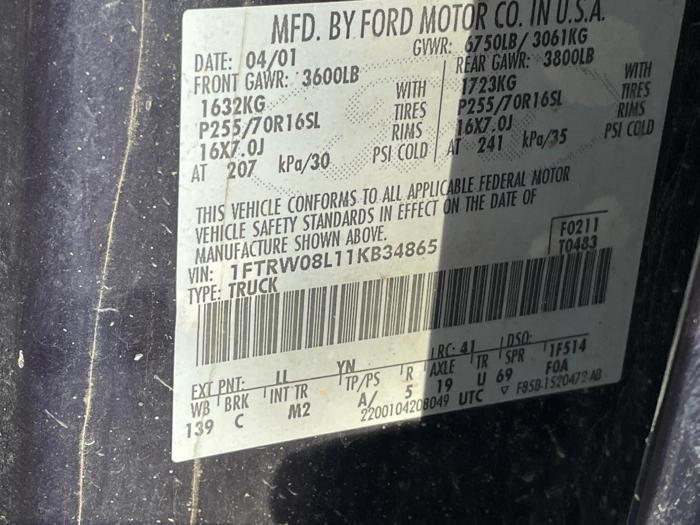 MFD. BY FORD MOTOR CO. IN U.S.A.
DATE: 04/01 GVWR: 6750LB/ 3061KG
FRONT GAWR: 3600LB REAR GAWR: 3800LB
1632KG WITH 1723KG WITH
P255/70R16SL TIRES P255/70R16SL TIRES
16X7.0J RIMS 16X7.0J RIMS
AT 207 kPa/30 PSI COLD AT 241 kPa/35 PSI COLD
THIS VEHICLE CONFORMS TO ALL APPLICABLE FEDERAL MOTOR
VEHICLE SAFETY STANDARDS IN EFFECT ON THE DATE OF
MANUFACTURE SHOWN ABOVE.
VIN: 1FTRW08L11KB34865
TYPE: TRUCK
F0211
T0483
EXT PNT: LL YN RC: 41 DSO:
WB BRK INT TR TP/PS R AXLE TR SPR 1F514
139 C M2 A/ 5 19 U 69 F0A
2200104208049 UTC F85B-1520472-AB